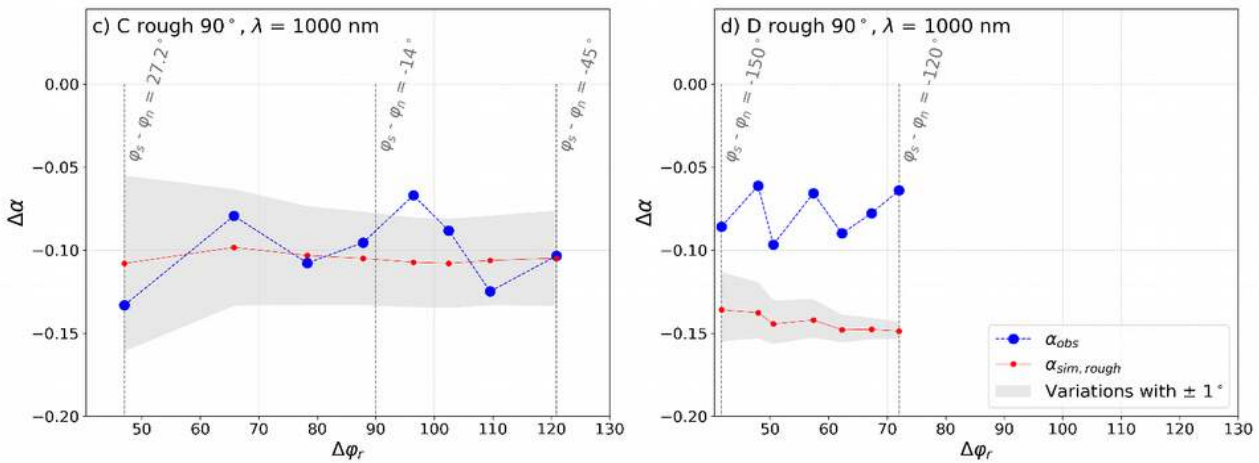 c) C rough 90°, λ = 1000 nm
d) D rough 90°, λ = 1000 nm
φs - φn = 27.2°
φs - φn = -14°
φs - φn = -45°
φs - φn = -150°
φs - φn = -120°
0.00
−0.05
−0.10
−0.15
−0.20
Δα
0.00
−0.05
−0.10
−0.15
−0.20
Δα
αobs
αsim, rough
Variations with ± 1°
50 60 70 80 90 100 110 120 130
Δφr
50 60 70 80 90 100 110 120 130
Δφr